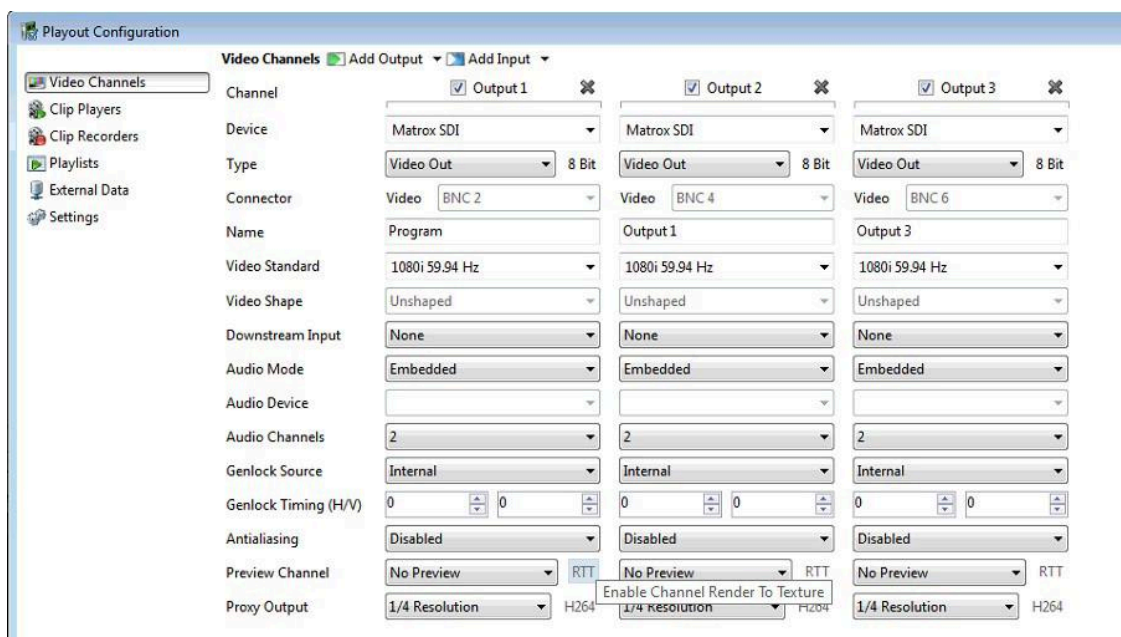 Playout Configuration
Video Channels Add Output Add Input
Video Channels
Clip Players
Clip Recorders
Playlists
External Data
Settings
Channel Output 1 Output 2 Output 3
Device Matrox SDI Matrox SDI Matrox SDI
Type Video Out 8 Bit Video Out 8 Bit Video Out 8 Bit
Connector Video BNC 2 Video BNC 4 Video BNC 6
Name Program Output 1 Output 3
Video Standard 1080i 59.94 Hz 1080i 59.94 Hz 1080i 59.94 Hz
Video Shape Unshaped Unshaped Unshaped
Downstream Input None None None
Audio Mode Embedded Embedded Embedded
Audio Device
Audio Channels 2 2 2
Genlock Source Internal Internal Internal
Genlock Timing (H/V) 0 0 0 0 0 0
Antialiasing Disabled Disabled Disabled
Preview Channel No Preview RTT No Preview RTT No Preview RTT
Enable Channel Render To Texture
Proxy Output 1/4 Resolution H264 1/4 Resolution H264 1/4 Resolution H264